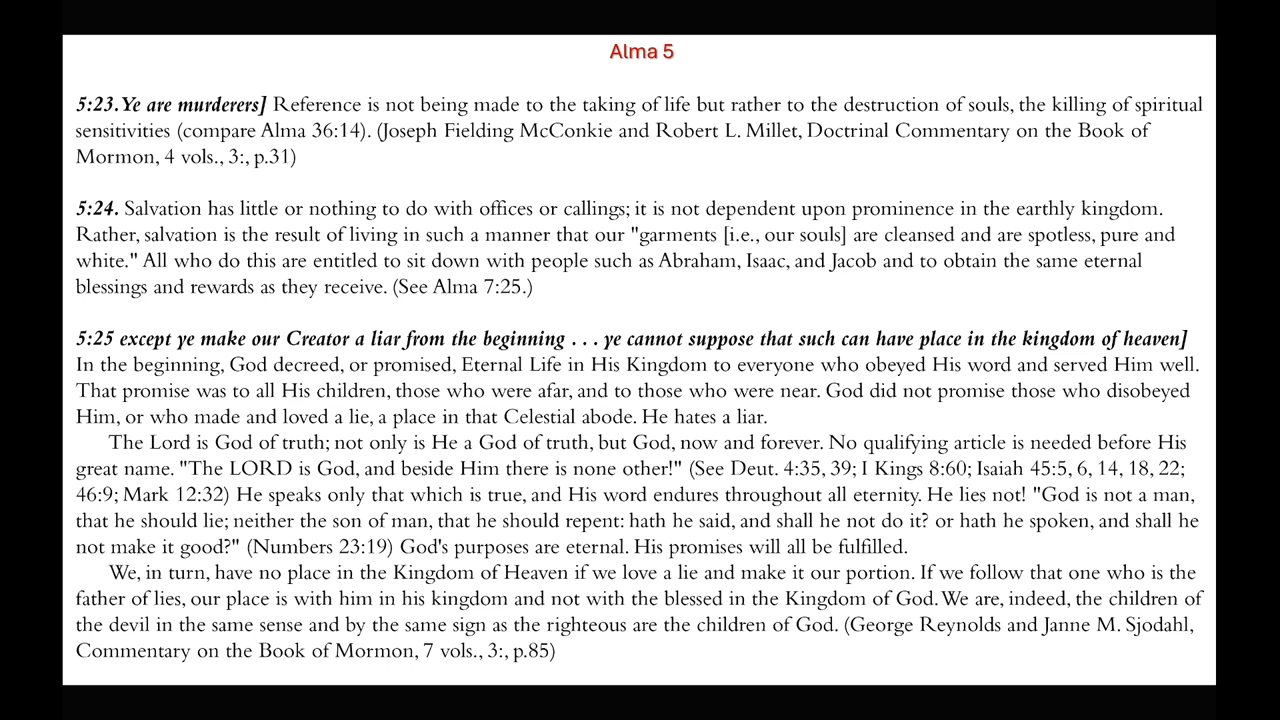 Alma 5
5:23. Ye are murderers] Reference is not being made to the taking of life but rather to the destruction of souls, the killing of spiritual
sensitivities (compare Alma 36:14). (Joseph Fielding McConkie and Robert L. Millet, Doctrinal Commentary on the Book of
Mormon, 4 vols., 3:, p.31)
5:24. Salvation has little or nothing to do with offices or callings; it is not dependent upon prominence in the earthly kingdom.
Rather, salvation is the result of living in such a manner that our "garments [i.e., our souls] are cleansed and are spotless, pure and
white." All who do this are entitled to sit down with people such as Abraham, Isaac, and Jacob and to obtain the same eternal
blessings and rewards as they receive. (See Alma 7:25.)
5:25 except ye make our Creator a liar from the beginning . . . ye cannot suppose that such can have place in the kingdom of heaven]
In the beginning, God decreed, or promised, Eternal Life in His Kingdom to everyone who obeyed His word and served Him well.
That promise was to all His children, those who were afar, and to those who were near. God did not promise those who disobeyed
Him, or who made and loved a lie, a place in that Celestial abode. He hates a liar.
The Lord is God of truth; not only is He a God of truth, but God, now and forever. No qualifying article is needed before His
great name. "The LORD is God, and beside Him there is none other!" (See Deut. 4:35, 39; I Kings 8:60; Isaiah 45:5, 6, 14, 18, 22;
46:9; Mark 12:32) He speaks only that which is true, and His word endures throughout all eternity. He lies not! "God is not a man,
that he should lie; neither the son of man, that he should repent: hath he said, and shall he not do it? or hath he spoken, and shall he
not make it good?" (Numbers 23:19) God's purposes are eternal. His promises will all be fulfilled.
We, in turn, have no place in the Kingdom of Heaven if we love a lie and make it our portion. If we follow that one who is the
father of lies, our place is with him in his kingdom and not with the blessed in the Kingdom of God. We are, indeed, the children of
the devil in the same sense and by the same sign as the righteous are the children of God. (George Reynolds and Janne M. Sjodahl,
Commentary on the Book of Mormon, 7 vols., 3:, p.85)